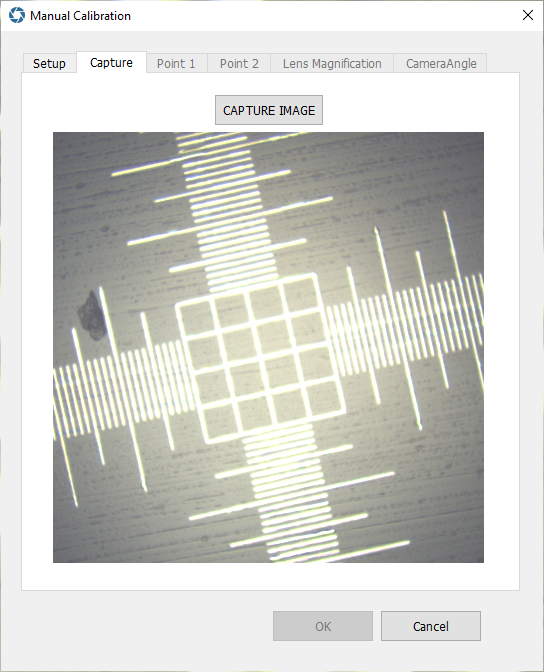 Manual Calibration
Setup Capture Point 1 Point 2 Lens Magnification CameraAngle
CAPTURE IMAGE
OK Cancel